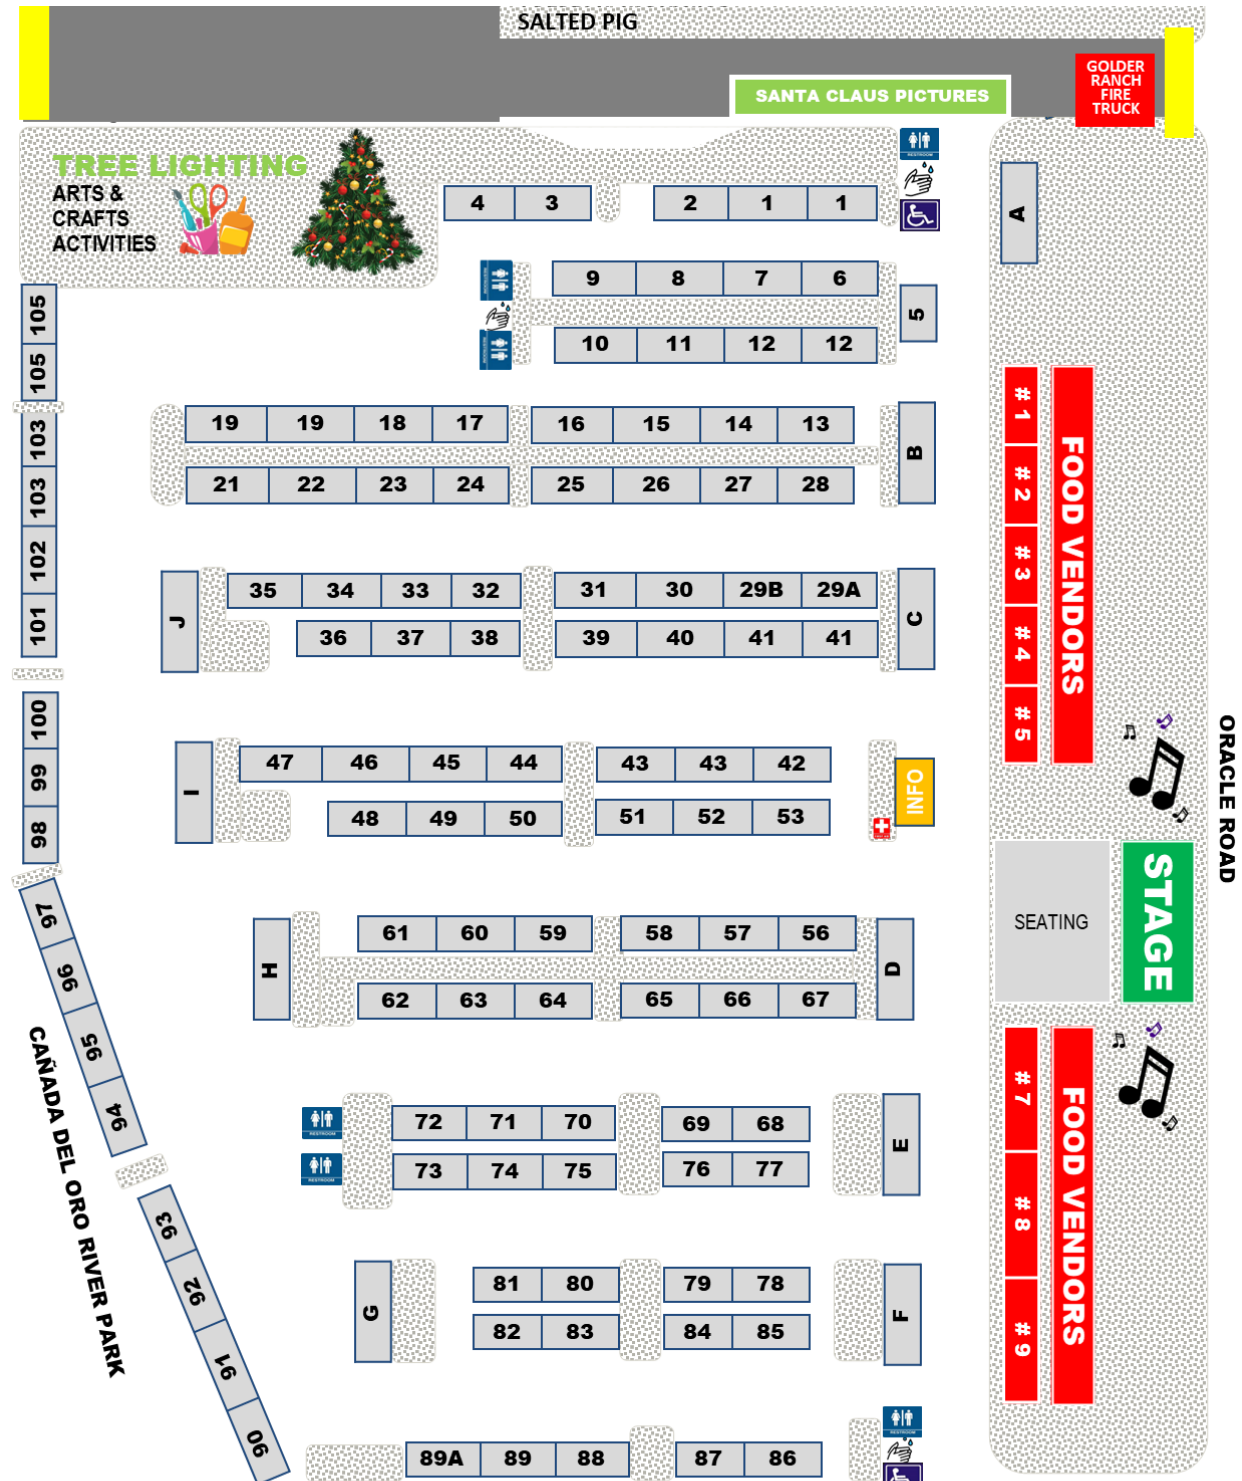 SALTED PIG
SANTA CLAUS PICTURES
GOLDER
RANCH
FIRE
TRUCK
TREE LIGHTING
ARTS &
CRAFTS
ACTIVITIES
RESTROOM
4 3 2 1 1
A
9 8 7 6
5
10 11 12 12
105
105
103
103
102
101
19 19 18 17 16 15 14 13
B
21 22 23 24 25 26 27 28
#1
#2
#3
#4
#5
FOOD VENDORS
J
35 34 33 32 31 30 29B 29A
C
36 37 38 39 40 41 41
100
99
98
I
47 46 45 44 43 43 42
INFO
48 49 50 51 52 53
ORACLE ROAD
SEATING
STAGE
97
96
95
94
H
61 60 59 58 57 56
D
62 63 64 65 66 67
CAÑADA DEL ORO RIVER PARK
RESTROOM
72 71 70 69 68
E
RESTROOM
73 74 75 76 77
#7
#8
#9
FOOD VENDORS
93
92
91
90
G
81 80 79 78
F
82 83 84 85
RESTROOM
89A 89 88 87 86